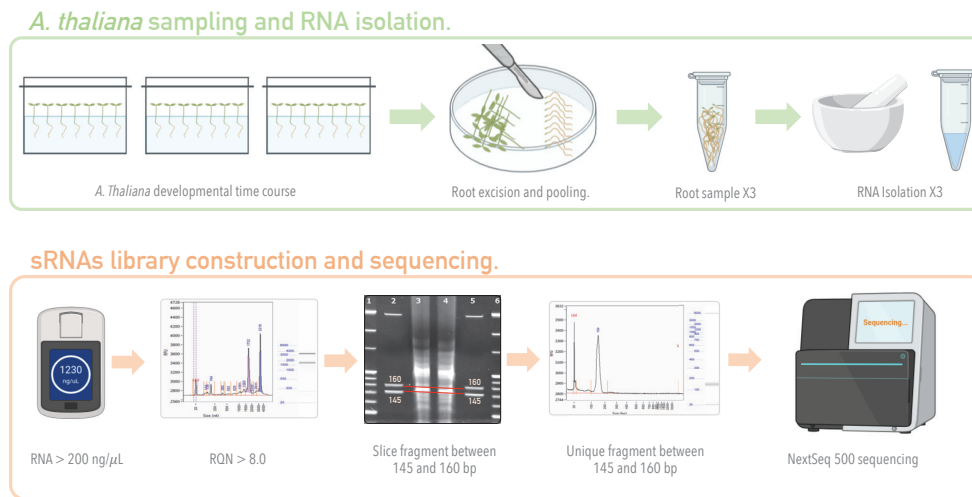 A. thaliana sampling and RNA isolation.
A. Thaliana developmental time course
Root excision and pooling.
Root sample X3
RNA Isolation X3
sRNAs library construction and sequencing.
1230
ng/uL
1 2 3 4 5 6
160 160
145 145
Sequencing...
RNA > 200 ng/μL
RQN > 8.0
Slice fragment between
145 and 160 bp
Unique fragment between
145 and 160 bp
NextSeq 500 sequencing